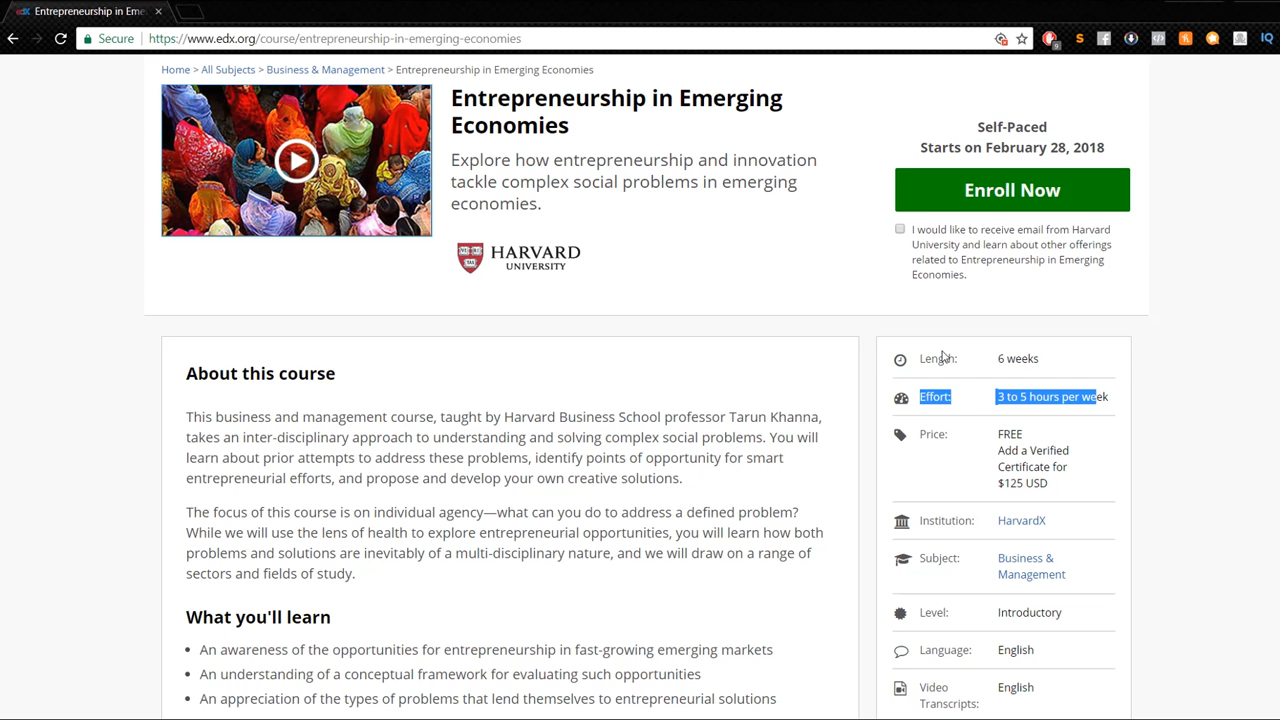 Entrepreneurship in Eme
Secure
https://www.edx.org/course/entrepreneurship-in-emerging-economies
Home > All Subjects > Business & Management > Entrepreneurship in Emerging Economies
Entrepreneurship in Emerging
Economies
Explore how entrepreneurship and innovation
tackle complex social problems in emerging
economies.
HARVARD
UNIVERSITY
Self-Paced
Starts on February 28, 2018
Enroll Now
I would like to receive email from Harvard
University and learn about other offerings
related to Entrepreneurship in Emerging
Economies.
About this course
This business and management course, taught by Harvard Business School professor Tarun Khanna,
takes an inter-disciplinary approach to understanding and solving complex social problems. You will
learn about prior attempts to address these problems, identify points of opportunity for smart
entrepreneurial efforts, and propose and develop your own creative solutions.
The focus of this course is on individual agency—what can you do to address a defined problem?
While we will use the lens of health to explore entrepreneurial opportunities, you will learn how both
problems and solutions are inevitably of a multi-disciplinary nature, and we will draw on a range of
sectors and fields of study.
What you'll learn
An awareness of the opportunities for entrepreneurship in fast-growing emerging markets
An understanding of a conceptual framework for evaluating such opportunities
An appreciation of the types of problems that lend themselves to entrepreneurial solutions
Length: 6 weeks
Effort: 3 to 5 hours per week
Price: FREE
Add a Verified
Certificate for
$125 USD
Institution: HarvardX
Subject: Business &
Management
Level: Introductory
Language: English
Video English
Transcripts: